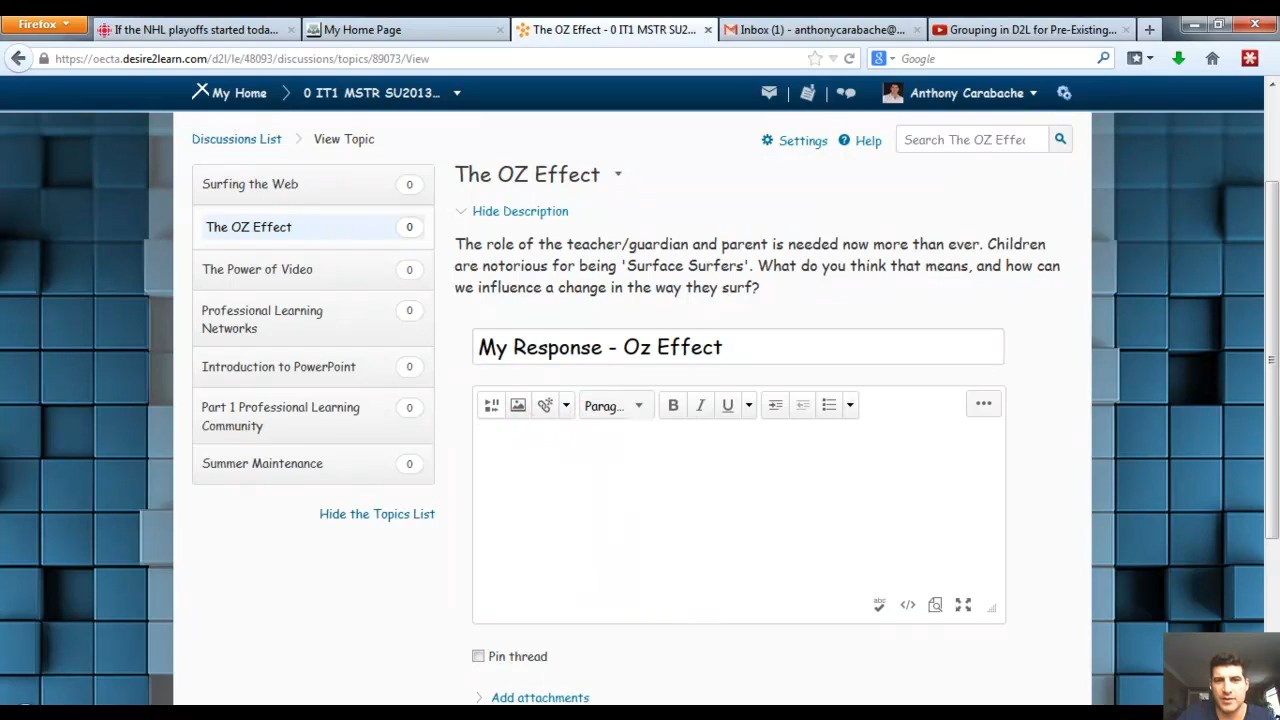 Firefox
If the NHL playoffs started toda...
My Home Page
The OZ Effect - 0 IT1 MSTR SU2...
Inbox (1) - anthonycarabache@...
Grouping in D2L for Pre-Existing...
https://oecta.desire2learn.com/d2l/le/48093/discussions/topics/89073/View
Google
My Home
0 IT1 MSTR SU2013...
Anthony Carabache
Discussions List
View Topic
Settings
Help
Search The OZ Effec
Surfing the Web 0
The OZ Effect 0
The Power of Video 0
Professional Learning
Networks 0
Introduction to PowerPoint 0
Part 1 Professional Learning
Community 0
Summer Maintenance 0
Hide the Topics List
The OZ Effect
Hide Description
The role of the teacher/guardian and parent is needed now more than ever. Children
are notorious for being 'Surface Surfers'. What do you think that means, and how can
we influence a change in the way they surf?
My Response - Oz Effect
Parag...
B I U
abc
Pin thread
Add attachments